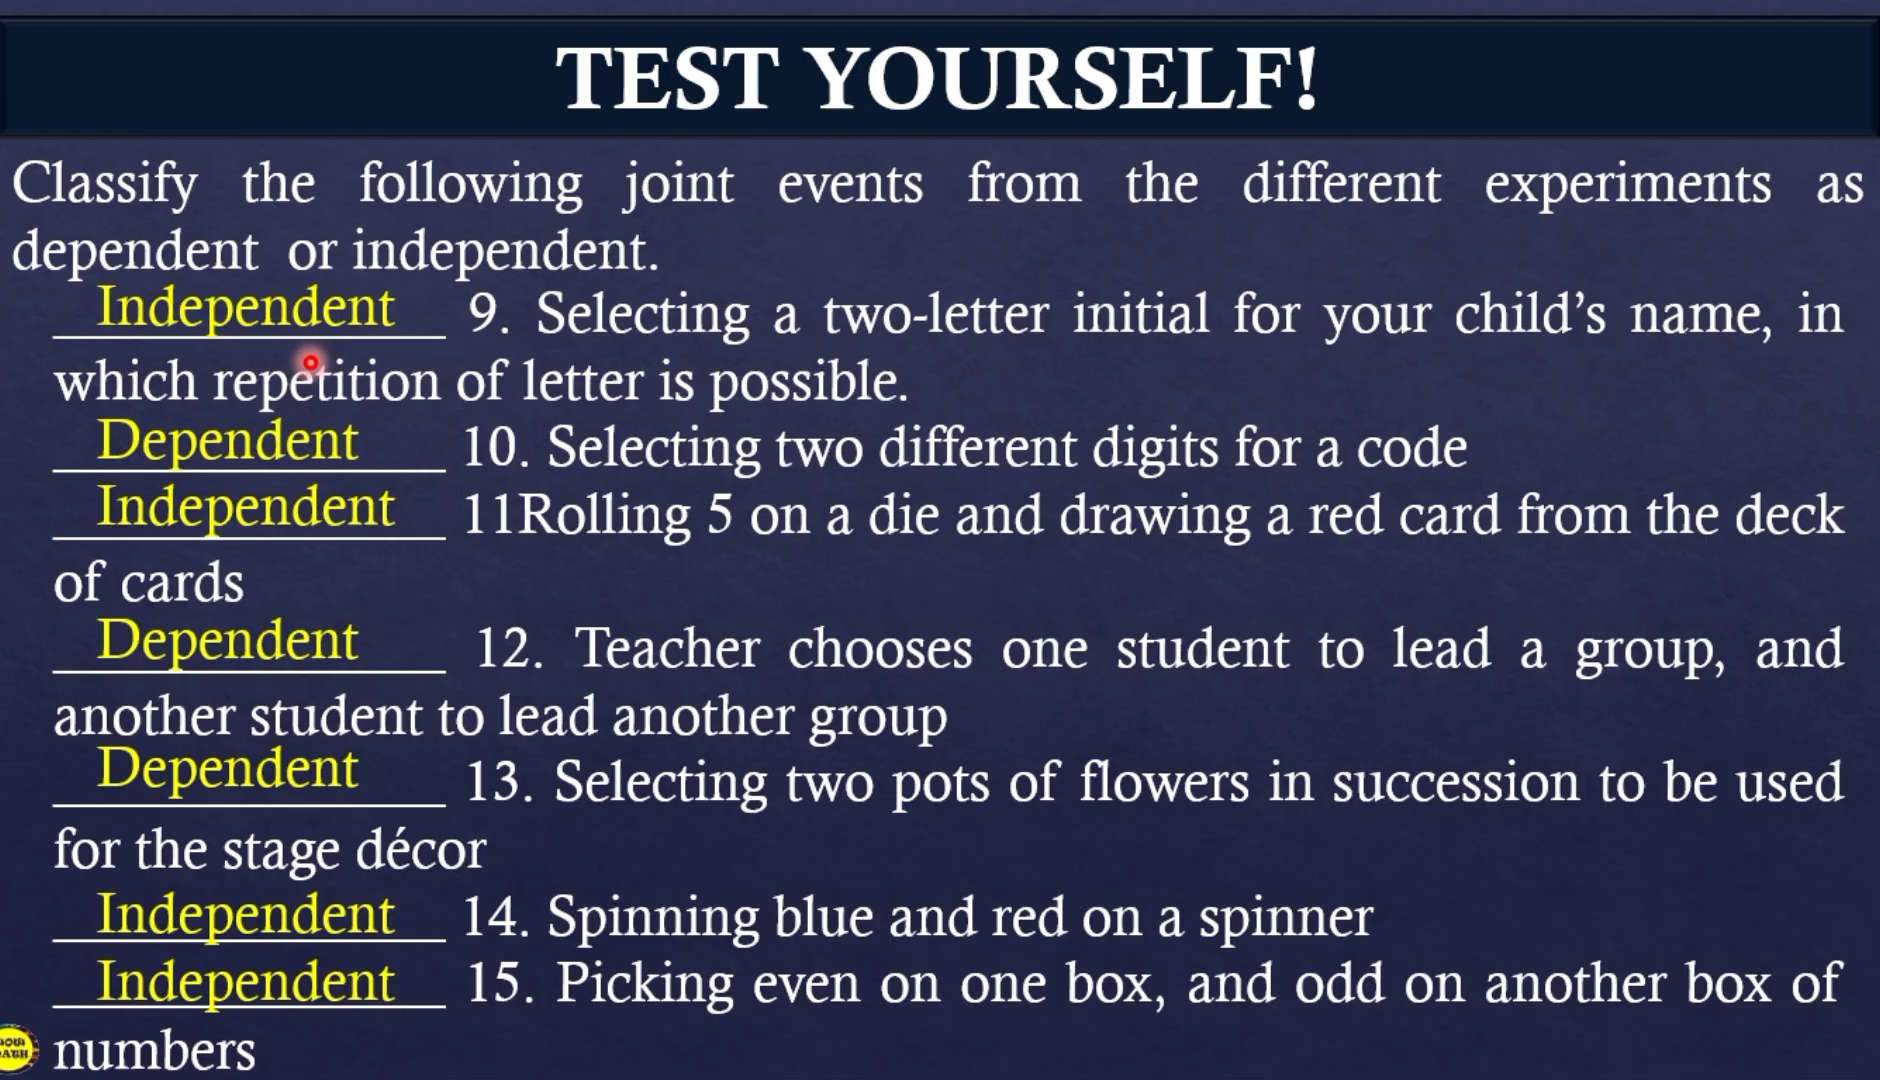 TEST YOURSELF!
Classify the following joint events from the different experiments as
dependent or independent.
Independent 9. Selecting a two-letter initial for your child's name, in
which repetition of letter is possible.
Dependent 10. Selecting two different digits for a code
Independent 11Rolling 5 on a die and drawing a red card from the deck
of cards
Dependent 12. Teacher chooses one student to lead a group, and
another student to lead another group
Dependent 13. Selecting two pots of flowers in succession to be used
for the stage décor
Independent 14. Spinning blue and red on a spinner
Independent 15. Picking even on one box, and odd on another box of
numbers